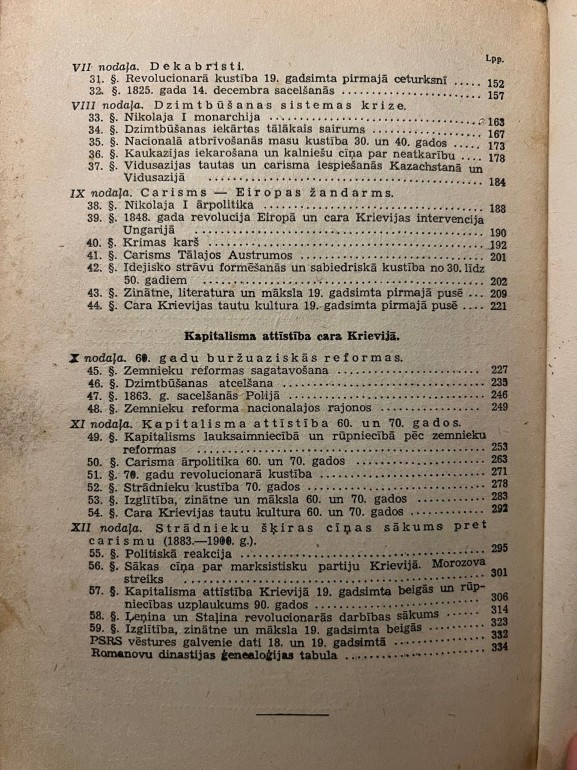 Lpp.
VII nodaļa. Dekabristi.
31. §. Revolucionarā kustība 19. gadsimta pirmajā ceturksnī ..... 152
32. §. 1825. gada 14. decembra sacelšanās .................... 157
VIII nodaļa. Dzimtbūšanas sistemas krize.
33. §. Nikolaja I monarchija .................... 163
34. §. Dzimtbūšanas iekārtas tālākais sairums .................... 167
35. §. Nacionalā atbrīvošanās masu kustība 30. un 40. gados ..... 173
36. §. Kaukazijas iekarošana un kalniešu cīņa par neatkarību .... 178
37. §. Vidusazijas tautas un carisma iespiešanās Kazachstanā un
Vidusazijā .................... 184
IX nodaļa. Carisms — Eiropas žandarms.
38. §. Nikolaja I ārpolitika .................... 188
39. §. 1848. gada revolucija Eiropā un cara Krievijas intervencija
Ungarijā .................... 190
40. §. Krimas karš .................... 192
41. §. Carisms Tālajos Austrumos .................... 201
42. §. Idejisko strāvu formēšanās un sabiedriskā kustība no 30. līdz
50. gadiem .................... 202
43. §. Zinātne, literatura un māksla 19. gadsimta pirmajā pusē ... 209
44. §. Cara Krievijas tautu kultura 19. gadsimta pirmajā pusē .... 221
Kapitalisma attīstība cara Krievijā.
X nodaļa. 60. gadu buržuaziskās reformas.
45. §. Zemnieku reformas sagatavošana .................... 227
46. §. Dzimtbūšanas atcelšana .................... 235
47. §. 1863. g. sacelšanās Polijā .................... 246
48. §. Zemnieku reforma nacionalajos rajonos .................... 249
XI nodaļa. Kapitalisma attīstība 60. un 70. gados.
49. §. Kapitalisms lauksaimniecībā un rūpniecībā pēc zemnieku
reformas .................... 253
50. §. Carisma ārpolitika 60. un 70. gados .................... 263
51. §. 70. gadu revolucionarā kustība .................... 271
52. §. Strādnieku kustība 70. gados .................... 278
53. §. Izglītība, zinātne un māksla 60. un 70. gados .......... 283
54. §. Cara Krievijas tautu kultura 60. un 70. gados .......... 292
XII nodaļa. Strādnieku šķiras cīņas sākums pret
carismu (1883.—1900. g.).
55. §. Politiskā reakcija .................... 295
56. §. Sākas cīņa par marksistisku partiju Krievijā. Morozova
streiks .................... 301
57. §. Kapitalisma attīstība Krievijā 19. gadsimta beigās un rūp-
niecības uzplaukums 90. gados .................... 306
58. §. Ļeņina un Staļina revolucionarās darbības sākums ...... 314
59. §. Izglītība, zinātne un māksla 19. gadsimta beigās ........ 323
PSRS vēstures galvenie dati 18. un 19. gadsimtā .......... 332
Romanovu dinastijas ģenealoģijas tabula .................... 334